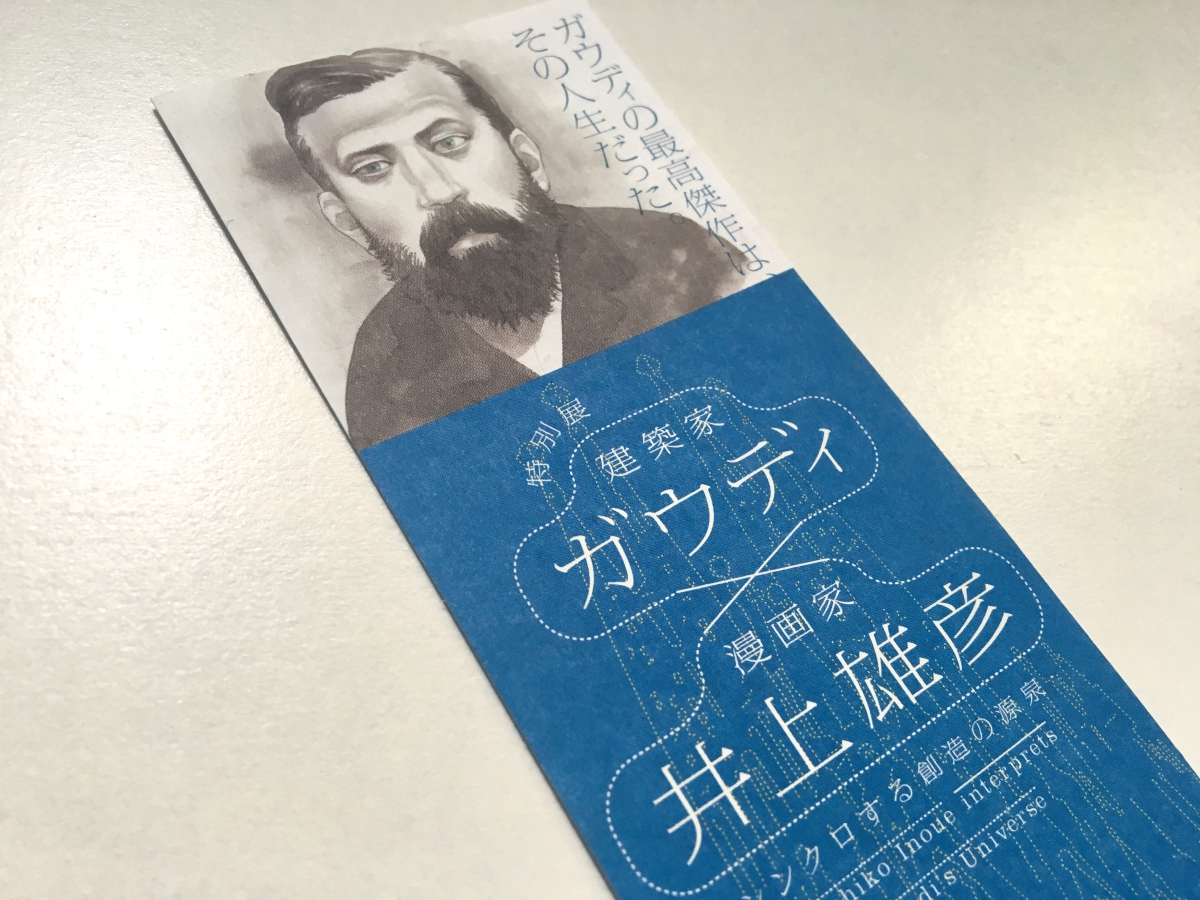 ガウディの最高傑作は、
その人生だった。
特別展
建築家
ガウディ
×
漫画家
井上雄彦
シンクロする創造の源泉
hiko Inoue interprets
di's Universe